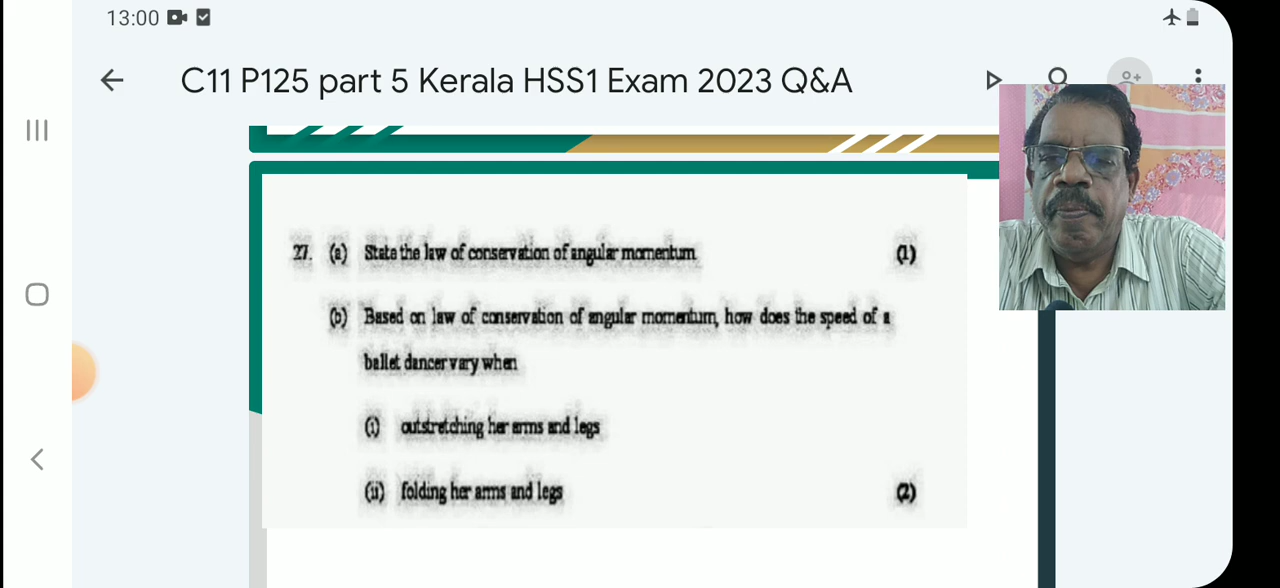 13:00
C11 P125 part 5 Kerala HSS1 Exam 2023 Q&A
27. (a) State the law of conservation of angular momentum. (1)
(b) Based on law of conservation of angular momentum, how does the speed of a
ballet dancer vary when
(i) outstretching her arms and legs
(ii) folding her arms and legs (2)